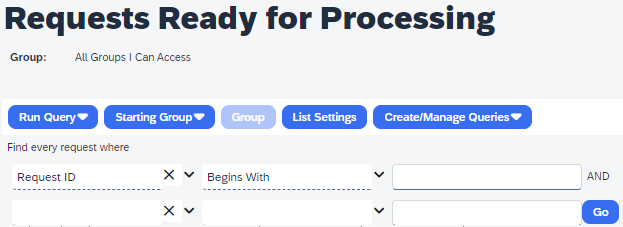 Requests Ready for Processing
Group: All Groups I Can Access
Run Query Starting Group Group List Settings Create/Manage Queries
Find every request where
Request ID Begins With AND
Go